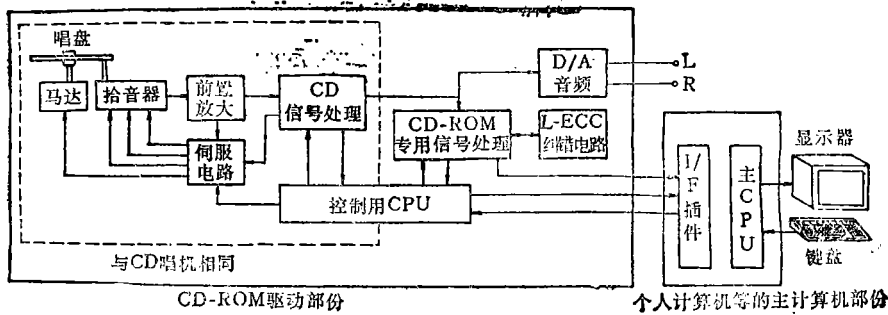 唱盘
马达
拾音器
前置
放大
CD
信号处理
伺服
电路
控制用CPU
与CD唱机相同
D/A
音频
L
R
CD-ROM
专用信号处理
L-ECC
纠错电路
CD-ROM驱动部份
I/F插件
主CPU
显示器
键盘
个人计算机等的主计算机部份